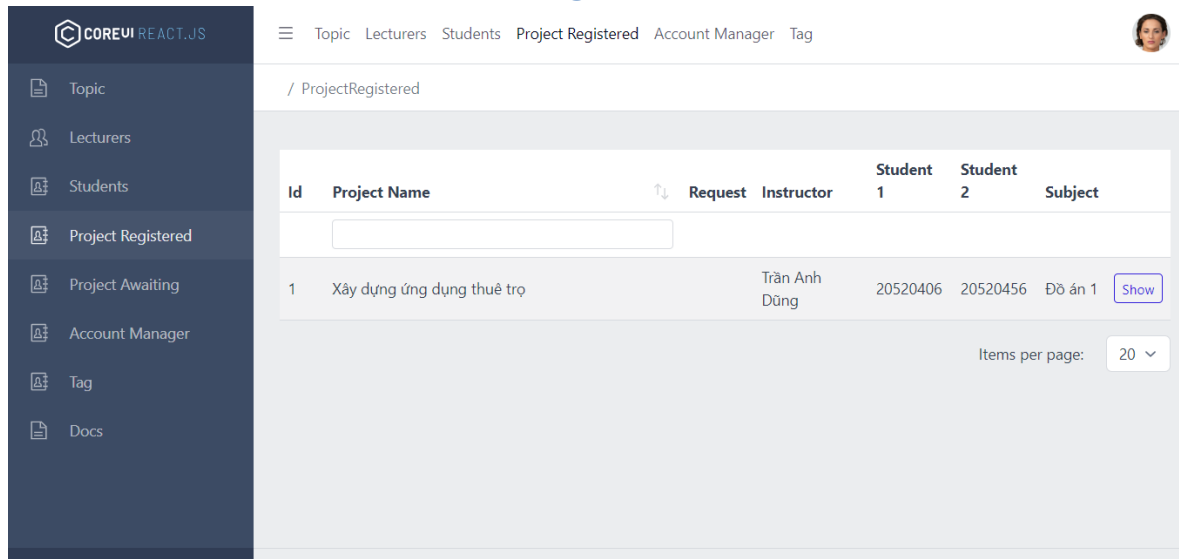 COREUI REACT.JS
Topic Lecturers Students Project Registered Account Manager Tag
/ ProjectRegistered
Topic
Lecturers
Students
Project Registered
Project Awaiting
Account Manager
Tag
Docs
Id Project Name Request Instructor Student 1 Student 2 Subject
1 Xây dựng ứng dụng thuê trọ Trần Anh Dũng 20520406 20520456 Đồ án 1 Show
Items per page: 20